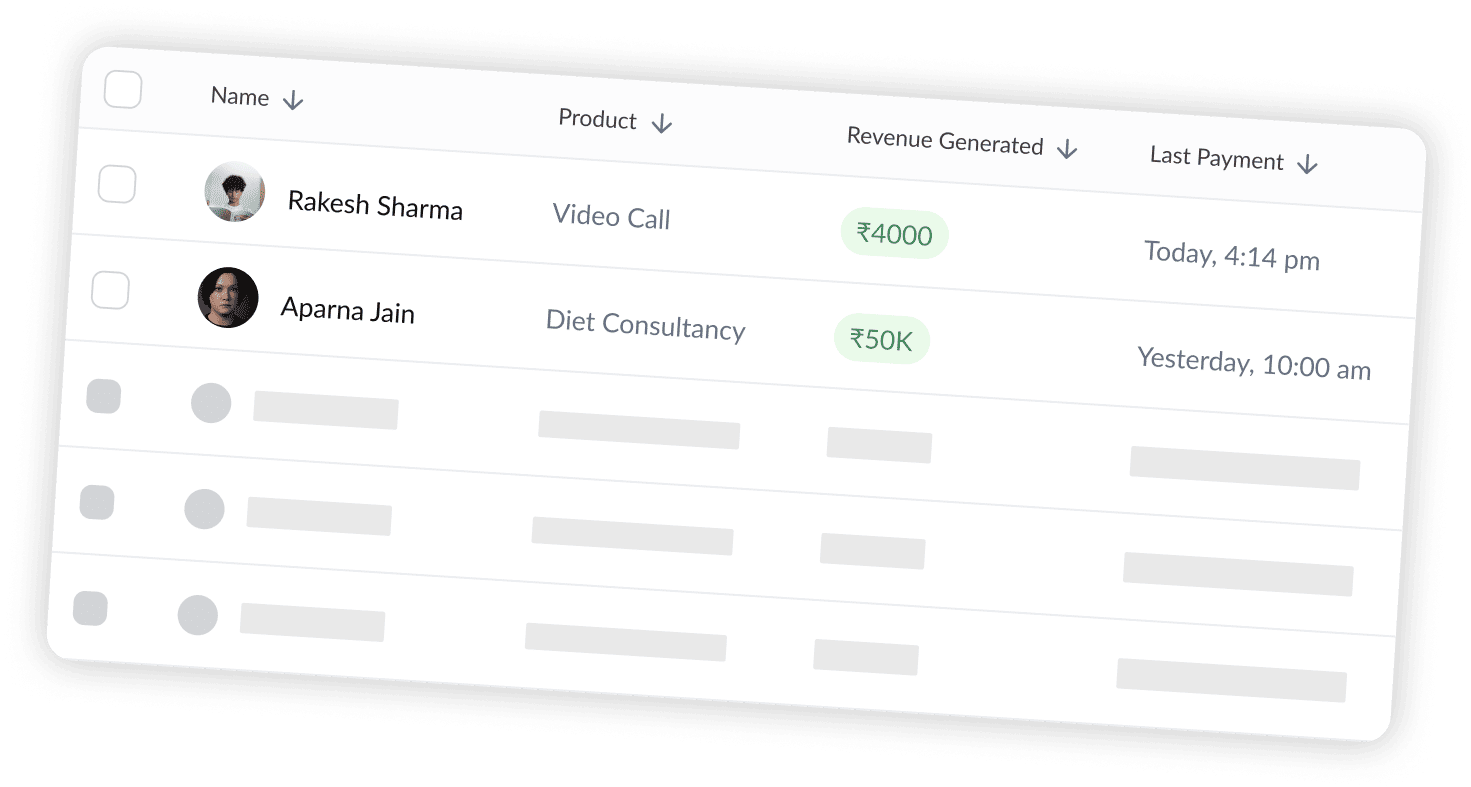 Name Product Revenue Generated Last Payment
Rakesh Sharma Video Call ₹4000 Today, 4:14 pm
Aparna Jain Diet Consultancy ₹50K Yesterday, 10:00 am